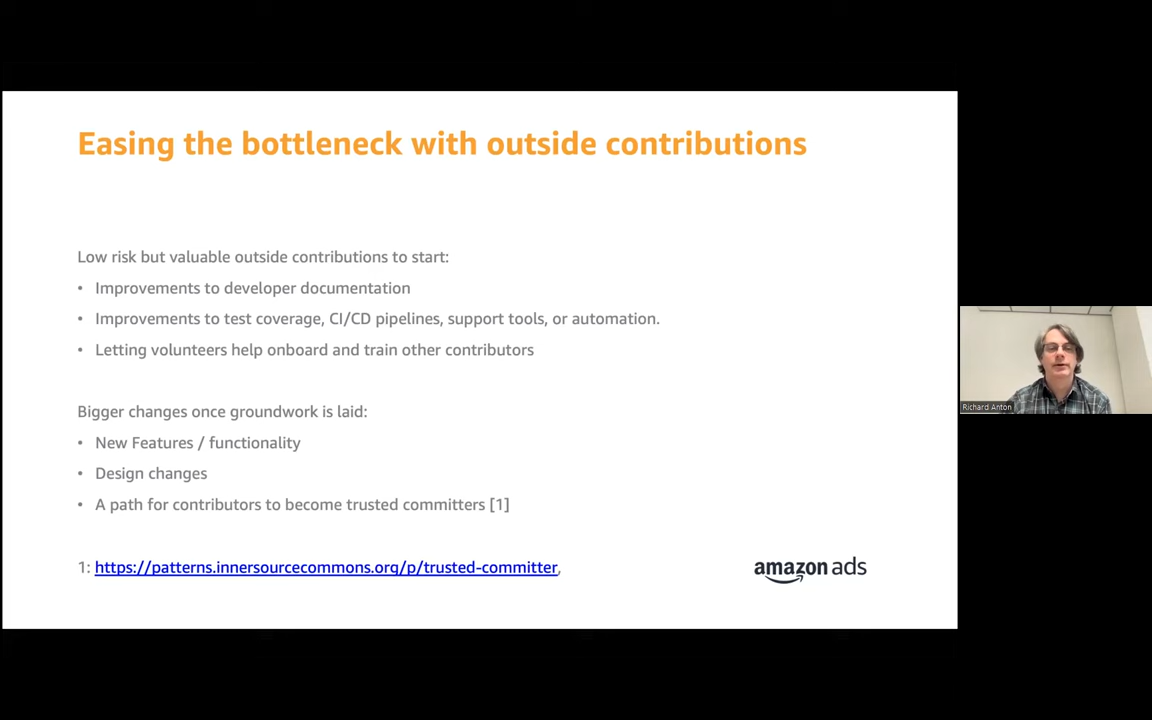 Easing the bottleneck with outside contributions
Low risk but valuable outside contributions to start:
• Improvements to developer documentation
• Improvements to test coverage, CI/CD pipelines, support tools, or automation.
• Letting volunteers help onboard and train other contributors
Bigger changes once groundwork is laid:
• New Features / functionality
• Design changes
• A path for contributors to become trusted committers [1]
1: https://patterns.innersourcecommons.org/p/trusted-committer,
amazon ads
Richard Anton